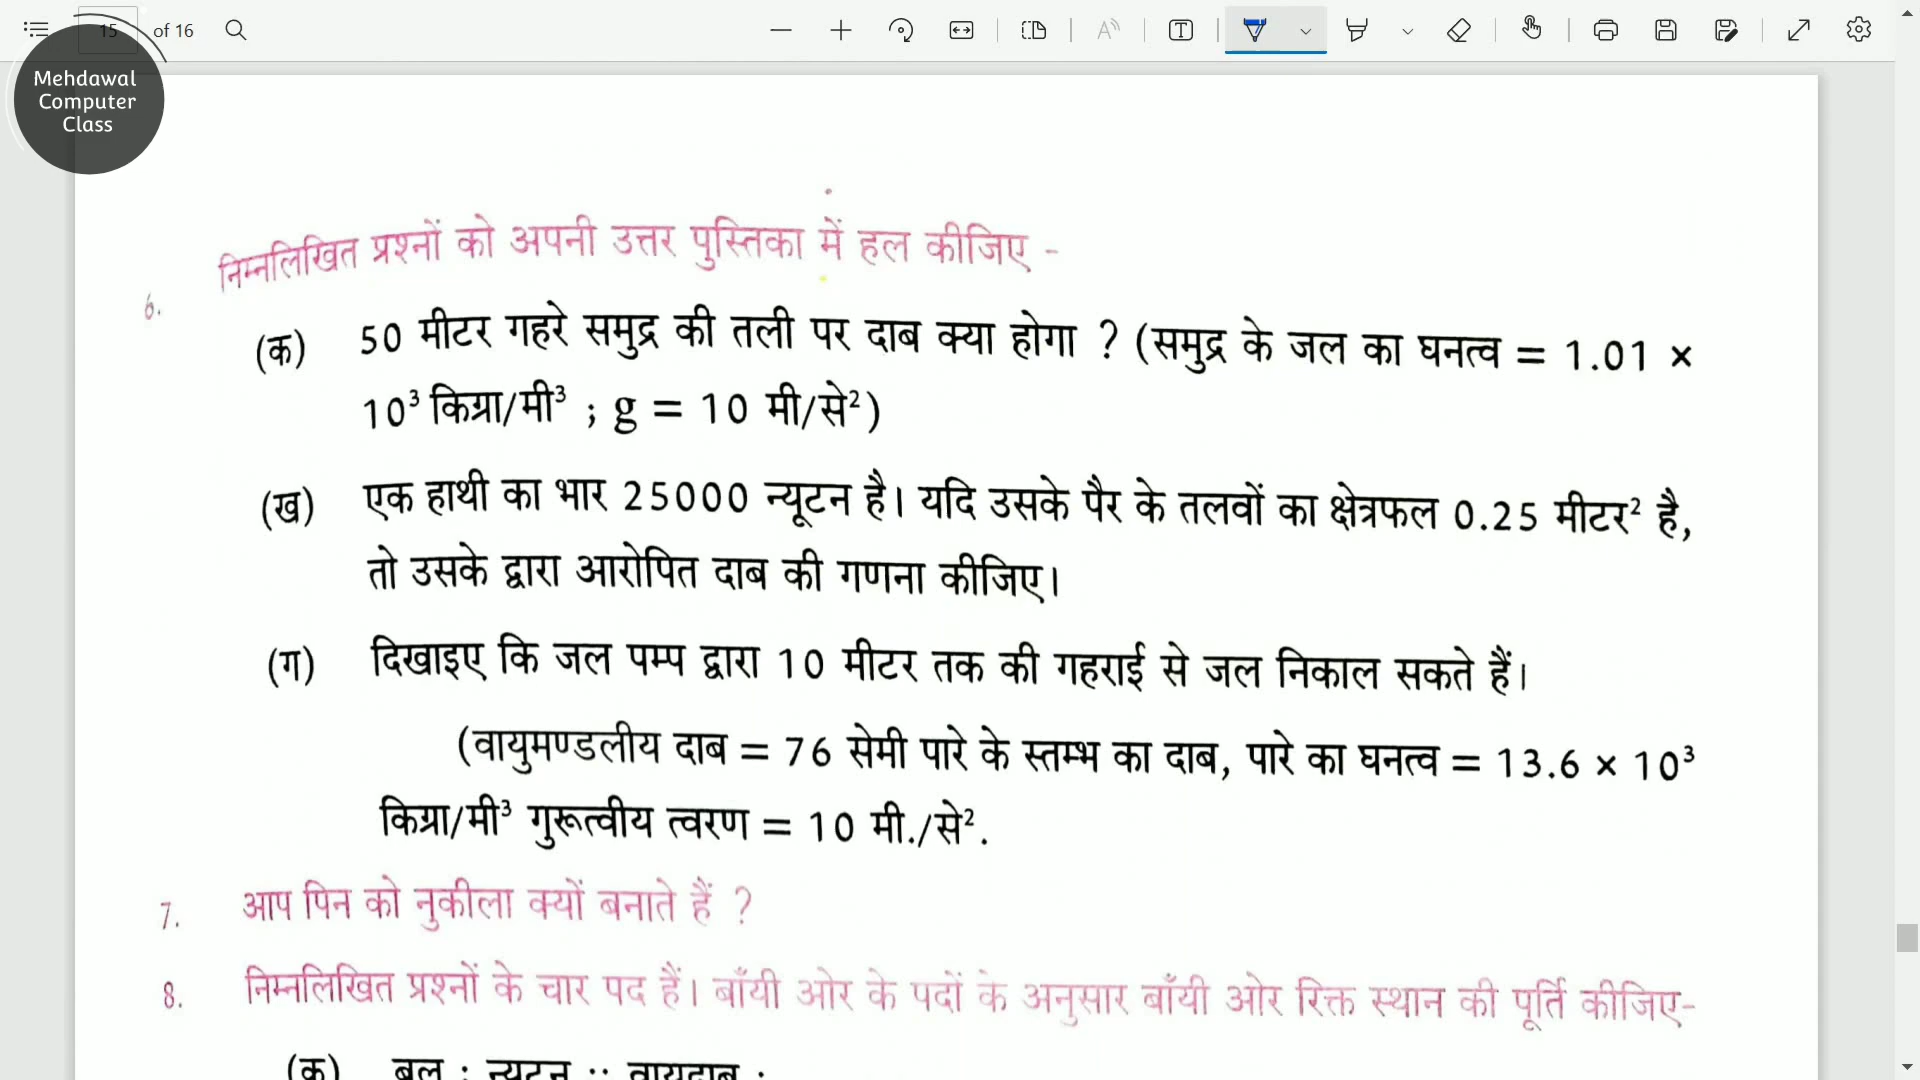 15 of 16
Mehdawal
Computer
Class
निम्नलिखित प्रश्नों को अपनी उत्तर पुस्तिका में हल कीजिए -
6.
(क) 50 मीटर गहरे समुद्र की तली पर दाब क्या होगा ? (समुद्र के जल का घनत्व = 1.01 ×
10³ किग्रा/मी³ ; g = 10 मी/से²)
(ख) एक हाथी का भार 25000 न्यूटन है। यदि उसके पैर के तलवों का क्षेत्रफल 0.25 मीटर² है,
तो उसके द्वारा आरोपित दाब की गणना कीजिए।
(ग) दिखाइए कि जल पम्प द्वारा 10 मीटर तक की गहराई से जल निकाल सकते हैं।
(वायुमण्डलीय दाब = 76 सेमी पारे के स्तम्भ का दाब, पारे का घनत्व = 13.6 × 10³
किग्रा/मी³ गुरूत्वीय त्वरण = 10 मी./से².
7. आप पिन को नुकीला क्यों बनाते हैं ?
8. निम्नलिखित प्रश्नों के चार पद हैं। बाँयी ओर के पदों के अनुसार बाँयी ओर रिक्त स्थान की पूर्ति कीजिए-
(क) बल : न्यूटन :: वायुदाब :